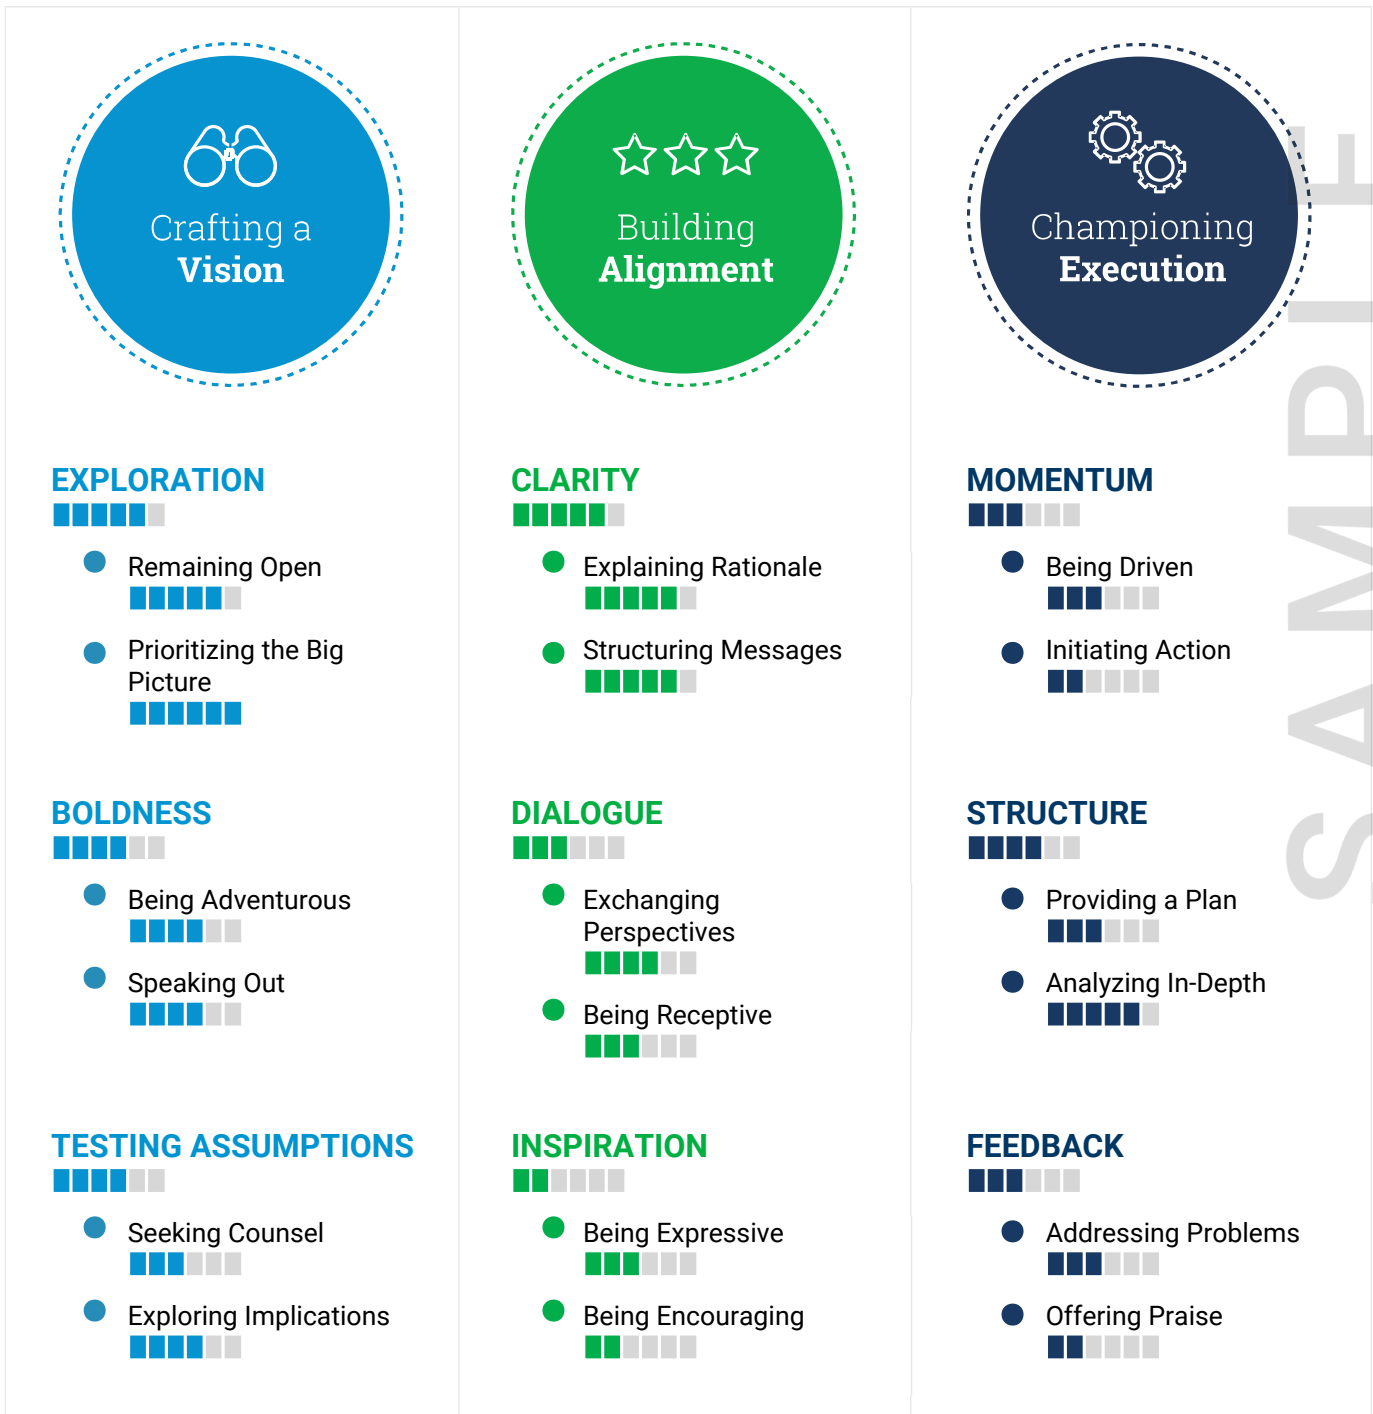 Crafting a
Vision
EXPLORATION
Remaining Open
Prioritizing the Big
Picture
BOLDNESS
Being Adventurous
Speaking Out
TESTING ASSUMPTIONS
Seeking Counsel
Exploring Implications
Building
Alignment
CLARITY
Explaining Rationale
Structuring Messages
DIALOGUE
Exchanging
Perspectives
Being Receptive
INSPIRATION
Being Expressive
Being Encouraging
Championing
Execution
MOMENTUM
Being Driven
Initiating Action
STRUCTURE
Providing a Plan
Analyzing In-Depth
FEEDBACK
Addressing Problems
Offering Praise
SAMPLE